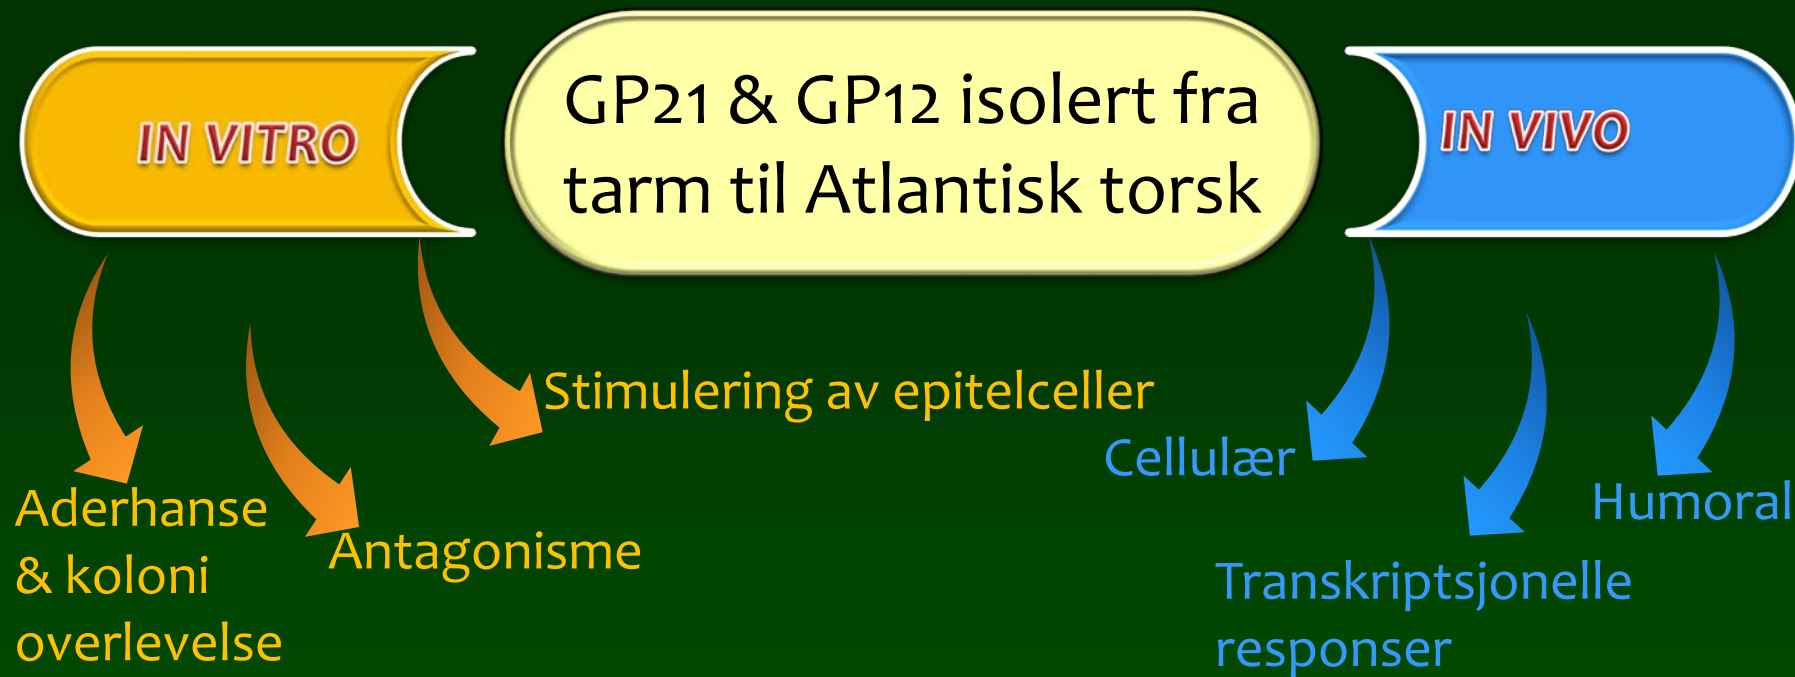 IN VITRO
GP21 & GP12 isolert fra
tarm til Atlantisk torsk
IN VIVO
Stimulering av epitelceller
Aderhanse
& koloni
overlevelse
Antagonisme
Cellulær
Transkriptsjonelle
responser
Humoral